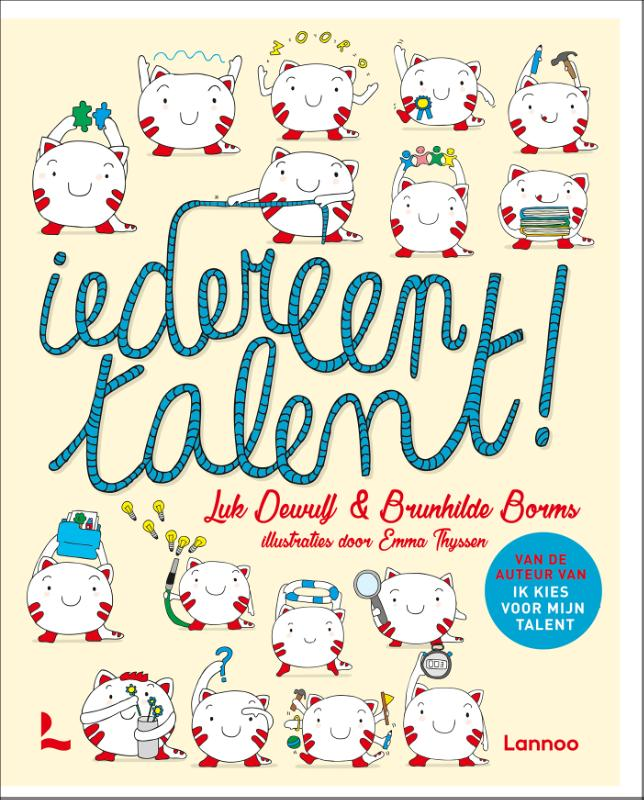 WOORD
iedereen
talent!
Luk Dewulf & Brunhilde Borms
illustraties door Emma Thyssen
VAN DE
AUTEUR VAN
IK KIES
VOOR MIJN
TALENT
?
Lannoo